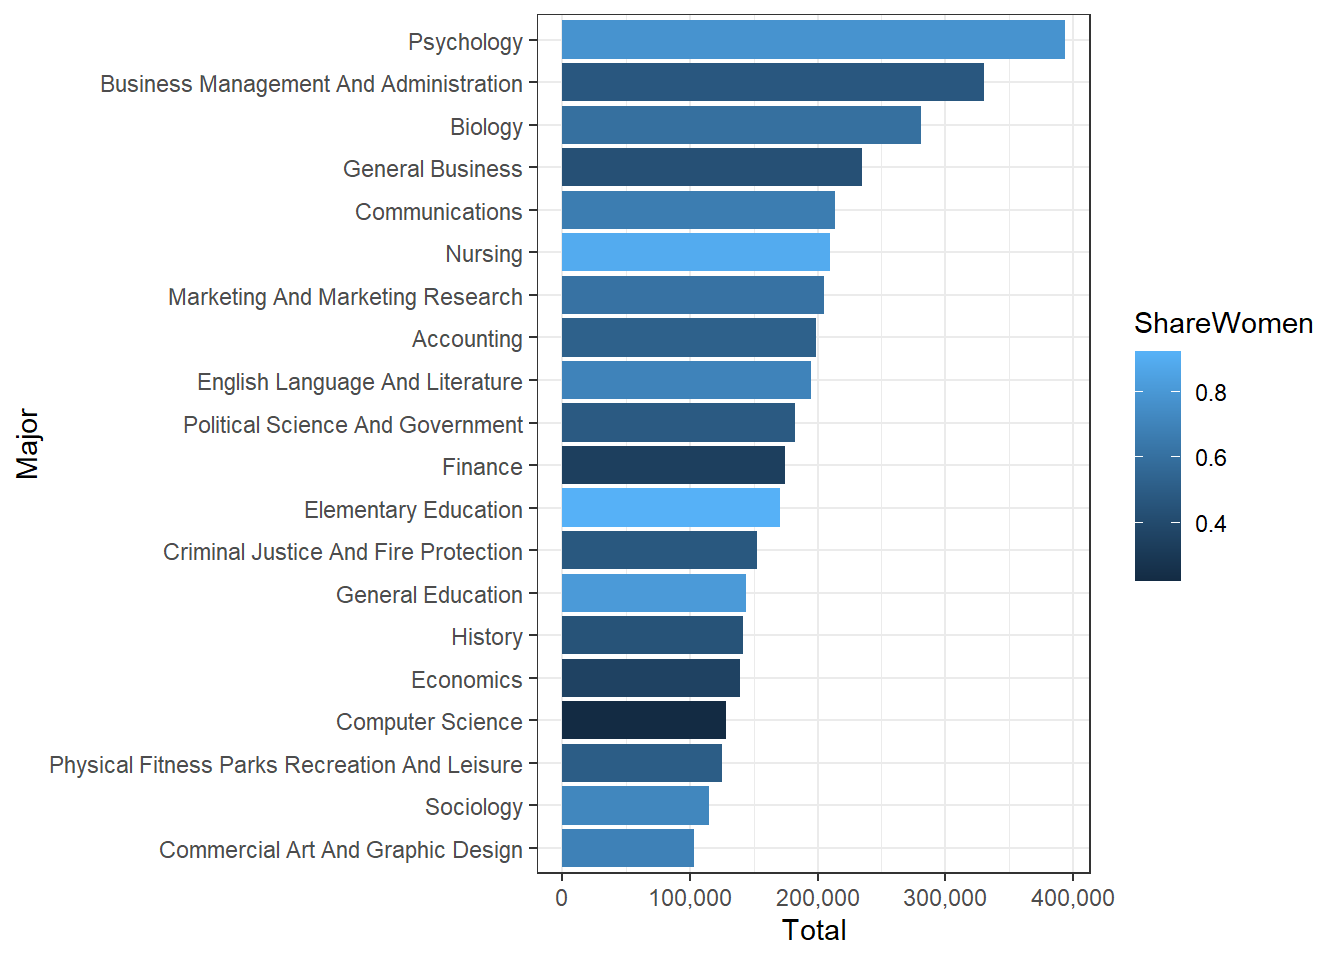 Psychology
Business Management And Administration
Biology
General Business
Communications
Nursing
Marketing And Marketing Research
Accounting
English Language And Literature
Political Science And Government
Finance
Elementary Education
Criminal Justice And Fire Protection
General Education
History
Economics
Computer Science
Physical Fitness Parks Recreation And Leisure
Sociology
Commercial Art And Graphic Design
Major
0 100,000 200,000 300,000 400,000
Total
ShareWomen
0.8
0.6
0.4